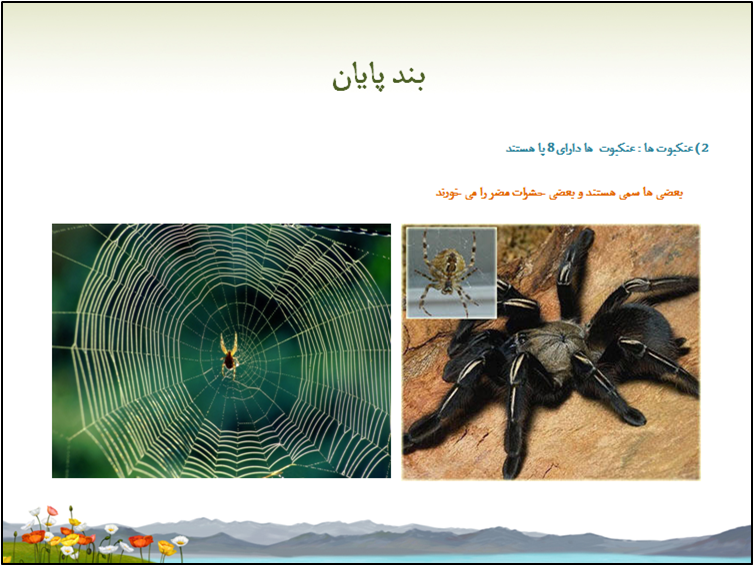 بند پایان
2) عنکبوت ها : عنکبوت ها دارای 8 پا هستند
بعضی ها سمی هستند و بعضی حشرات مضر را می خورند